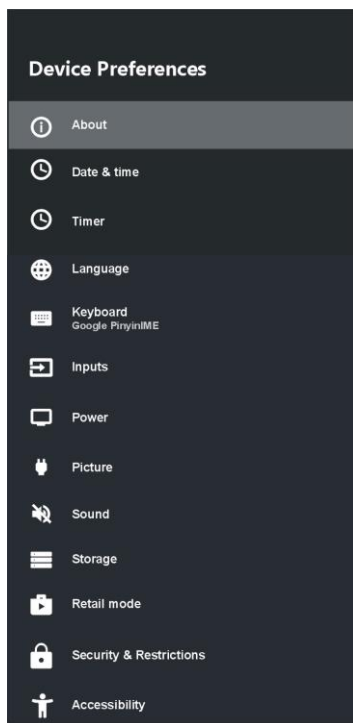 Device Preferences
About
Date & time
Timer
Language
Keyboard
Google PinyinIME
Inputs
Power
Picture
Sound
Storage
Retail mode
Security & Restrictions
Accessibility